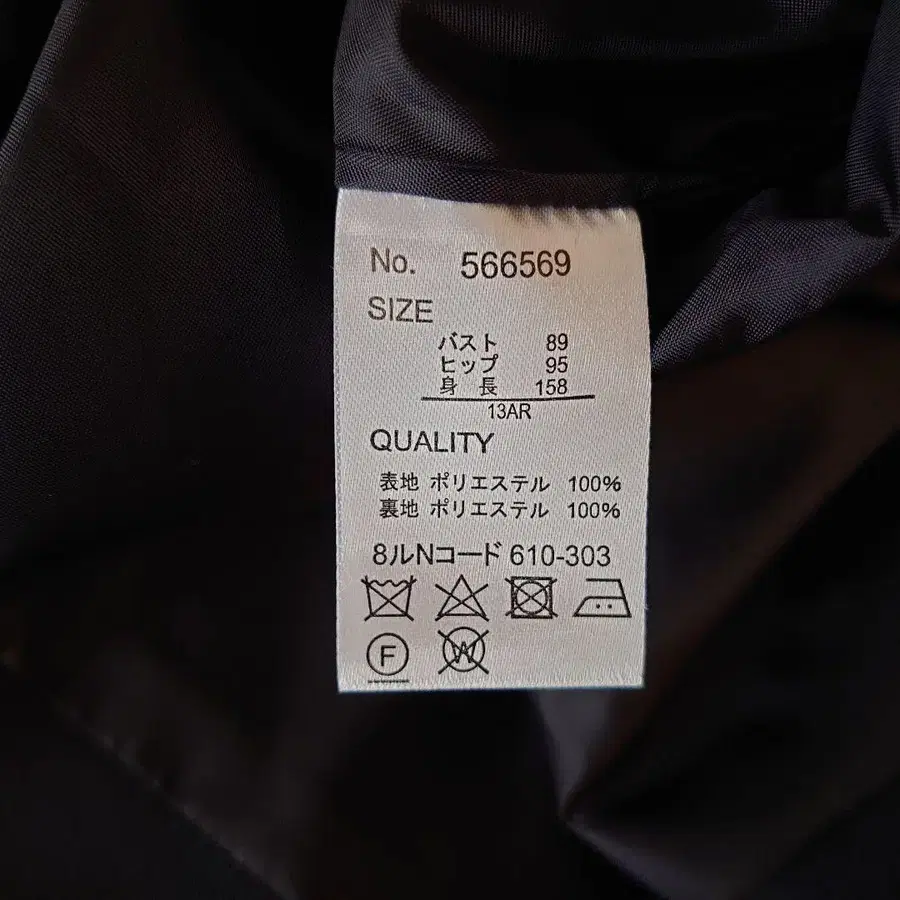 No. 566569
SIZE
バスト 89
ヒップ 95
身長 158
13AR
QUALITY
表地 ポリエステル 100%
裏地 ポリエステル 100%
8ルNコード 610-303
F W